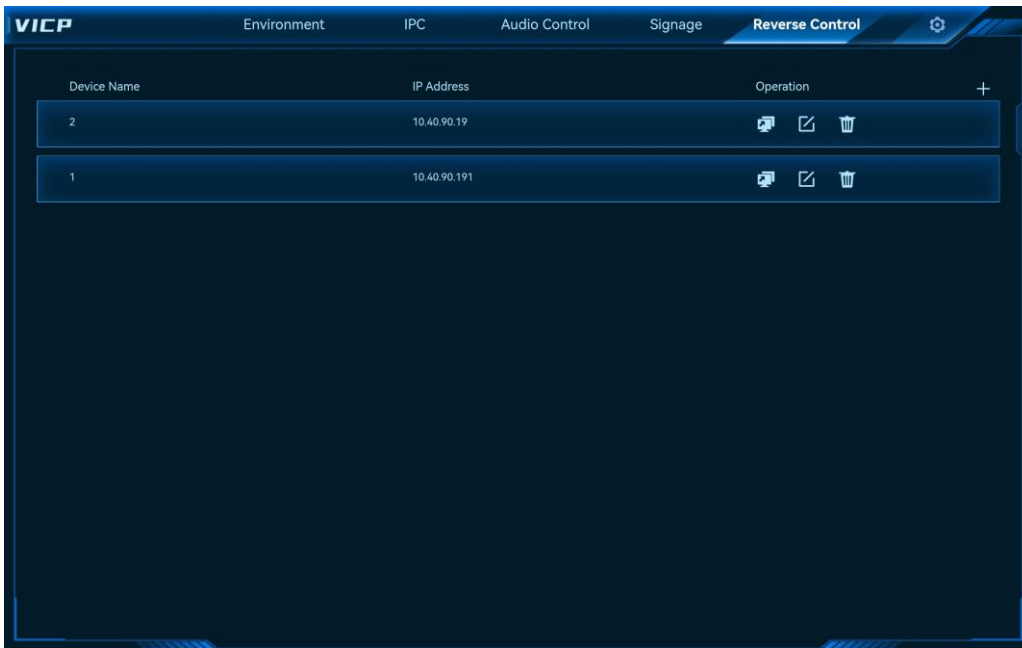 VICP Environment IPC Audio Control Signage Reverse Control
Device Name IP Address Operation +
2 10.40.90.19
1 10.40.90.191